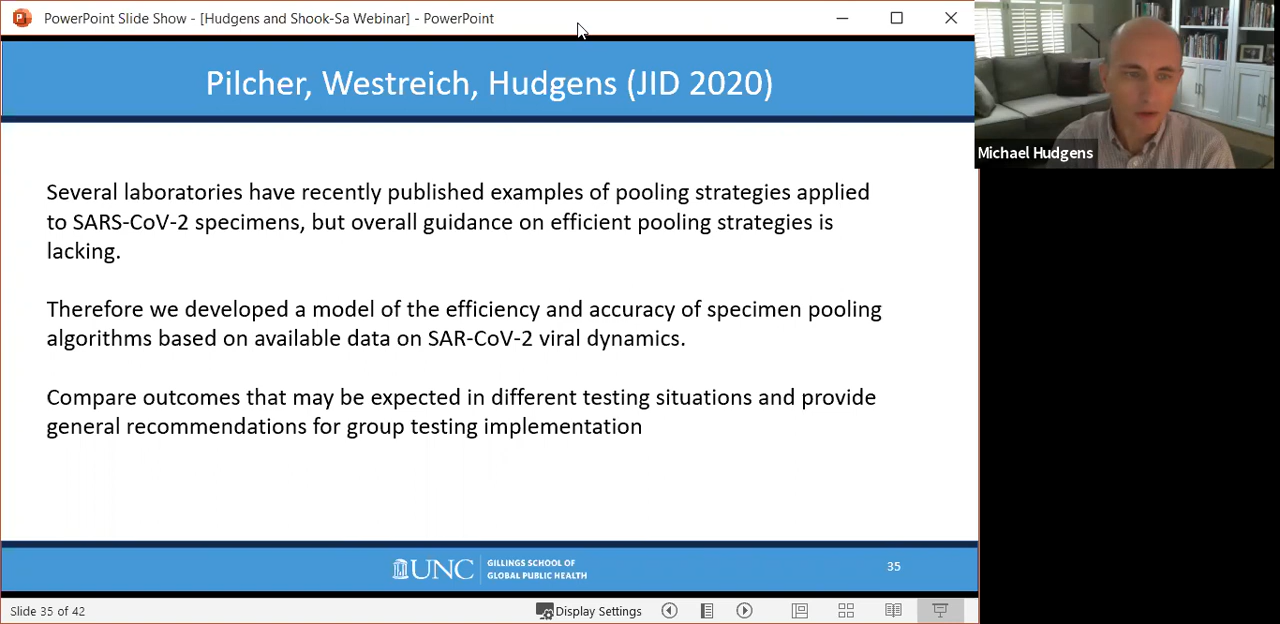 PowerPoint Slide Show - [Hudgens and Shook-Sa Webinar] - PowerPoint
Pilcher, Westreich, Hudgens (JID 2020)
Michael Hudgens
Several laboratories have recently published examples of pooling strategies applied
to SARS-CoV-2 specimens, but overall guidance on efficient pooling strategies is
lacking.
Therefore we developed a model of the efficiency and accuracy of specimen pooling
algorithms based on available data on SAR-CoV-2 viral dynamics.
Compare outcomes that may be expected in different testing situations and provide
general recommendations for group testing implementation
UNC
GILLINGS SCHOOL OF
GLOBAL PUBLIC HEALTH
35
Slide 35 of 42
Display Settings